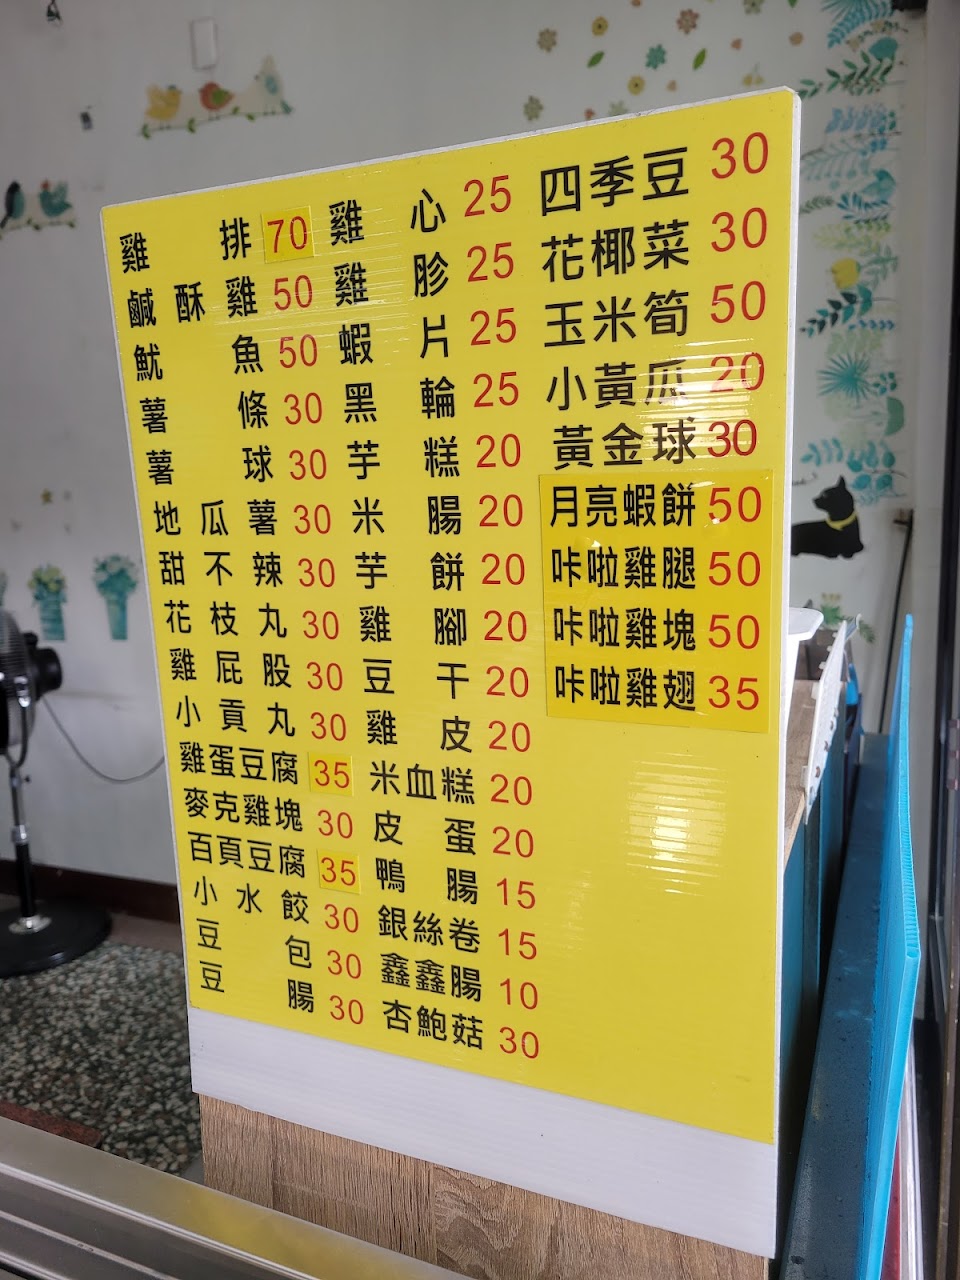 雞排 70
鹹酥雞 50
魷魚 50
薯條 30
薯球 30
地瓜薯 30
甜不辣 30
花枝丸 30
雞屁股 30
小貢丸 30
雞蛋豆腐 35
麥克雞塊 30
百頁豆腐 35
小水餃 30
豆包 30
豆腸 30
雞心 25
雞胗 25
蝦片 25
黑輪 25
芋糕 20
米腸 20
芋餅 20
雞腳 20
豆干 20
雞皮 20
米血糕 20
皮蛋 20
鴨腸 15
銀絲卷 15
鑫鑫腸 10
杏鮑菇 30
四季豆 30
花椰菜 30
玉米筍 50
小黃瓜 20
黃金球 30
月亮蝦餅 50
咔啦雞腿 50
咔啦雞塊 50
咔啦雞翅 35